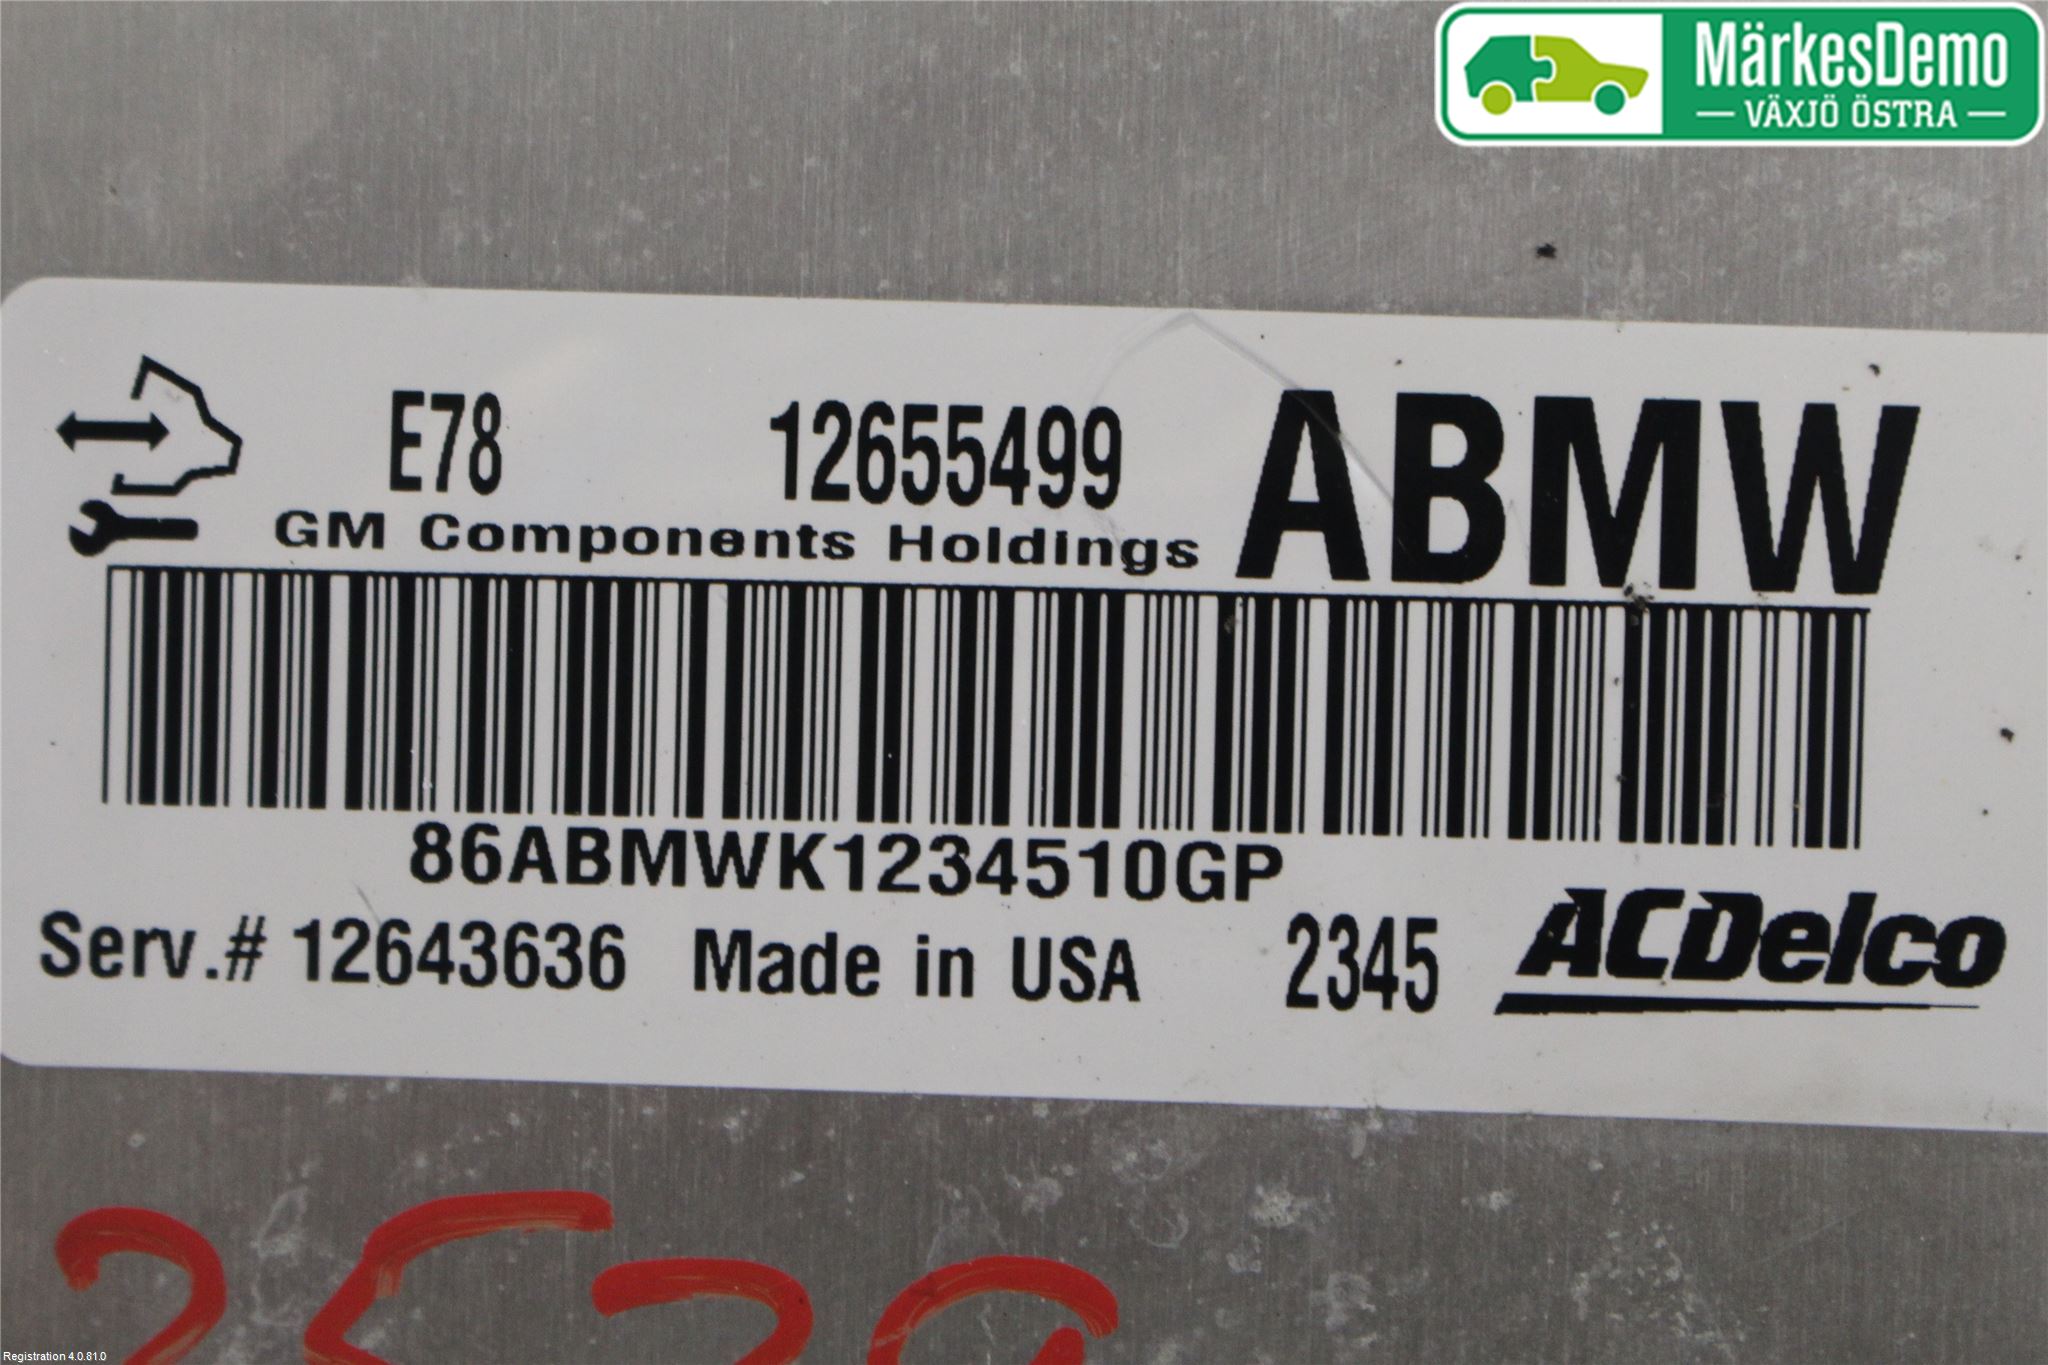 MärkesDemo
VÄXJÖ ÖSTRA
E78 12655499 ABMW
GM Components Holdings
86ABMWK1234510GP
Serv.# 12643636 Made in USA 2345 ACDelco
Registration 4.0.81.0